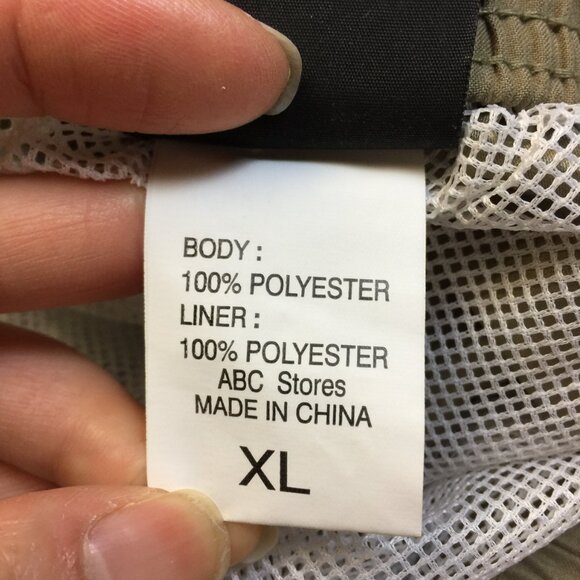 BODY :
100% POLYESTER
LINER :
100% POLYESTER
ABC Stores
MADE IN CHINA
XL